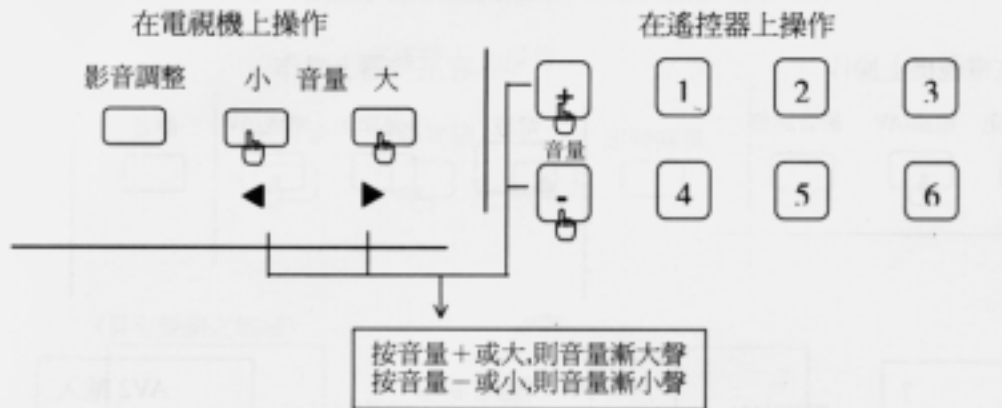 在電視機上操作
在遙控器上操作
影音調整 小 音量 大
+ 1 2 3
音量
- 4 5 6
按音量+或大,則音量漸大聲
按音量-或小,則音量漸小聲